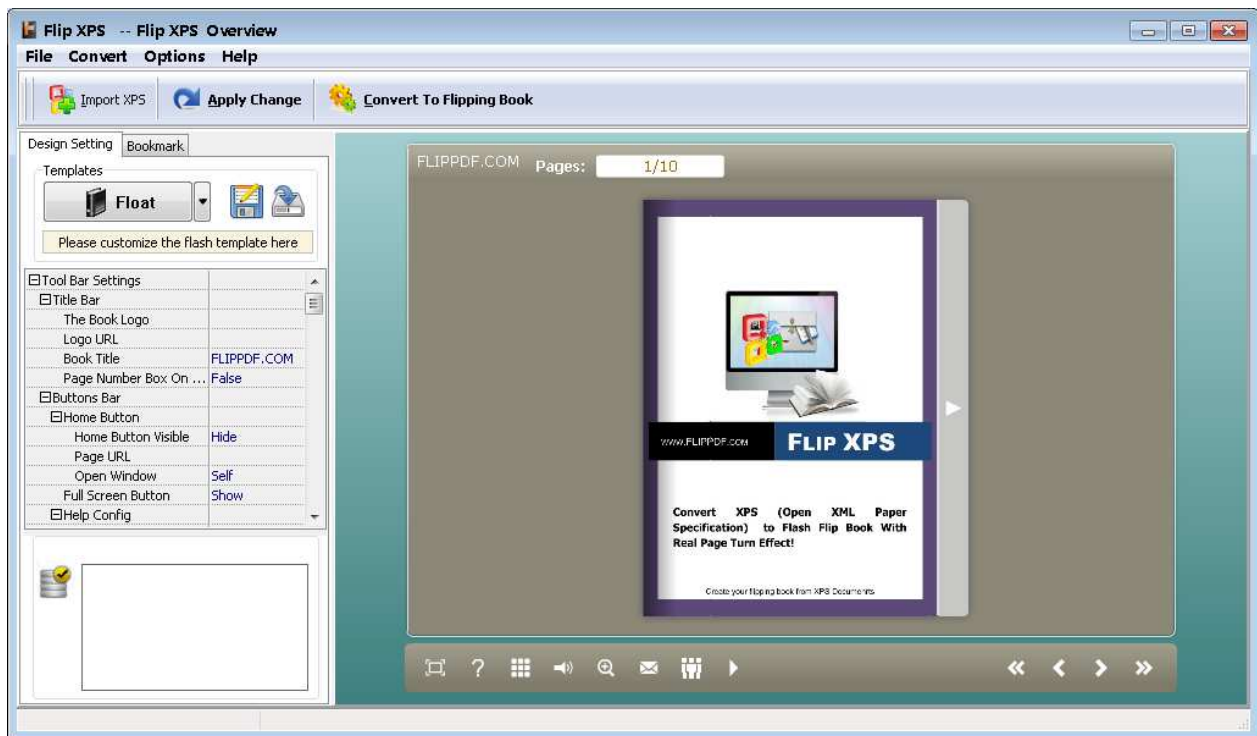 Flip XPS -- Flip XPS Overview
File Convert Options Help
Import XPS Apply Change Convert To Flipping Book
Design Setting Bookmark
Templates
Float
Please customize the flash template here
Tool Bar Settings
Title Bar
The Book Logo
Logo URL
Book Title FLIPPDF.COM
Page Number Box On ... False
Buttons Bar
Home Button
Home Button Visible Hide
Page URL
Open Window Self
Full Screen Button Show
Help Config
FLIPPDF.COM Pages: 1/10
www.FLIPPDF.com FLIP XPS
Convert XPS (Open XML Paper
Specification) to Flash Flip Book With
Real Page Turn Effect!
Create your flipping book from XPS Documents